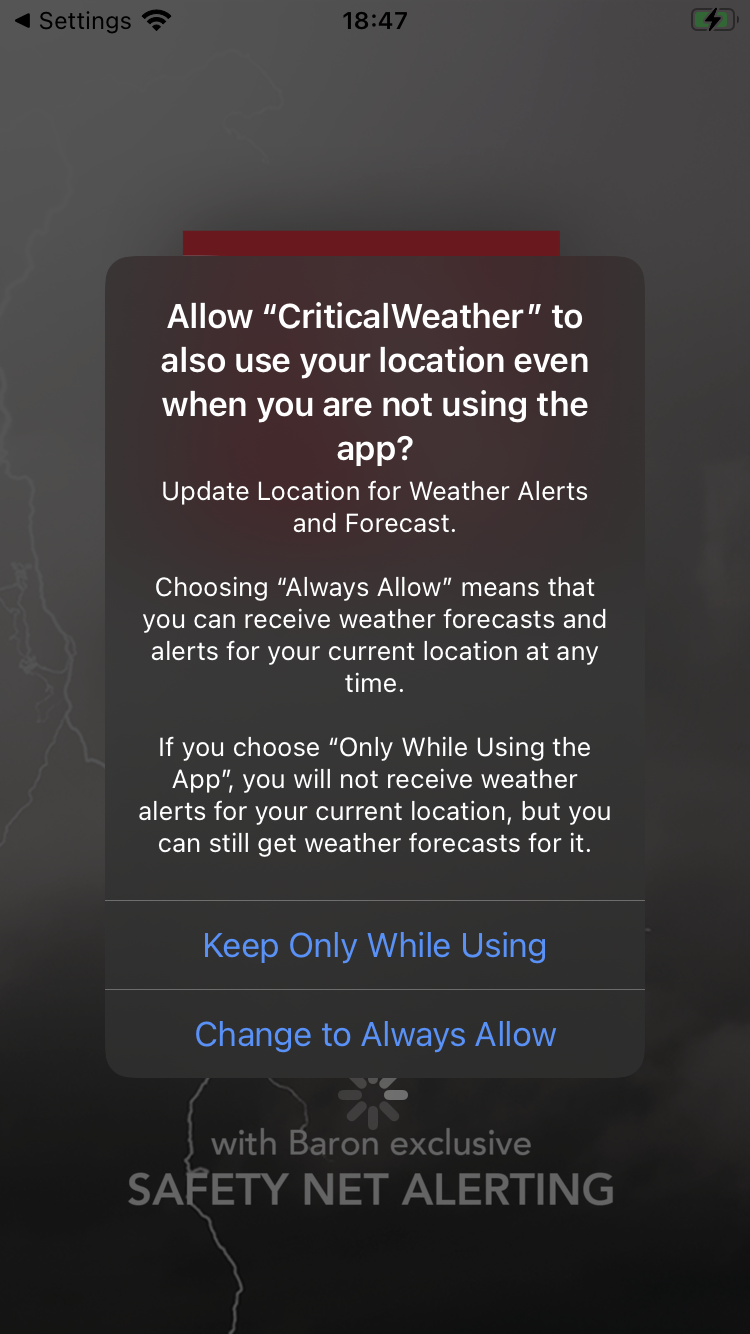 Settings
18:47
Allow “CriticalWeather” to
also use your location even
when you are not using the
app?
Update Location for Weather Alerts
and Forecast.
Choosing “Always Allow” means that
you can receive weather forecasts and
alerts for your current location at any
time.
If you choose “Only While Using the
App”, you will not receive weather
alerts for your current location, but you
can still get weather forecasts for it.
Keep Only While Using
Change to Always Allow
with Baron exclusive
SAFETY NET ALERTING